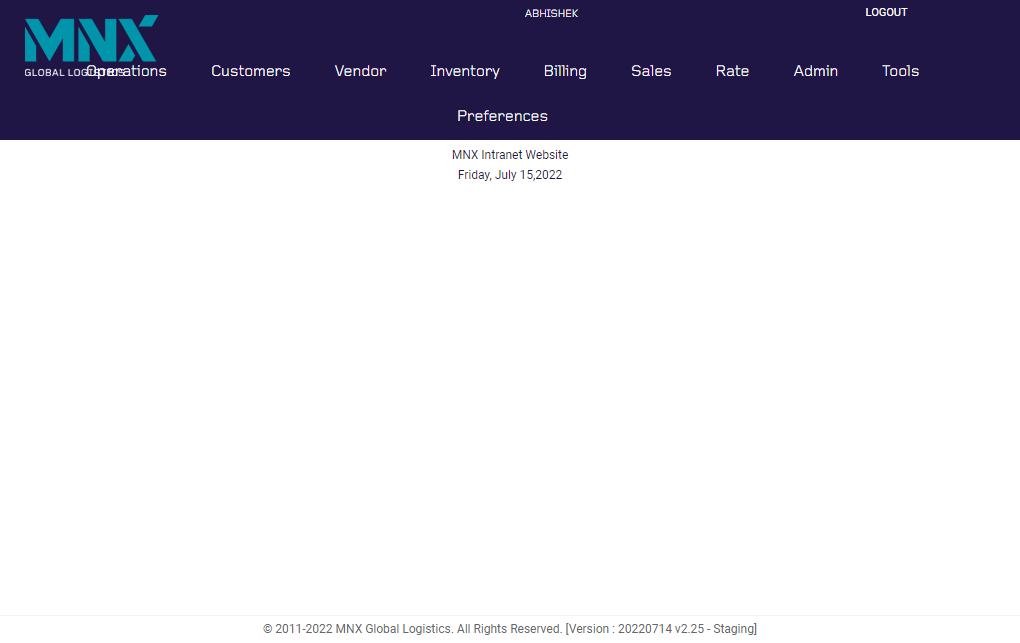 ABHISHEK LOGOUT
MNX
GLOBAL LOGISTICS
Operations Customers Vendor Inventory Billing Sales Rate Admin Tools
Preferences
MNX Intranet Website
Friday, July 15,2022
© 2011-2022 MNX Global Logistics. All Rights Reserved. [Version : 20220714 v2.25 - Staging]